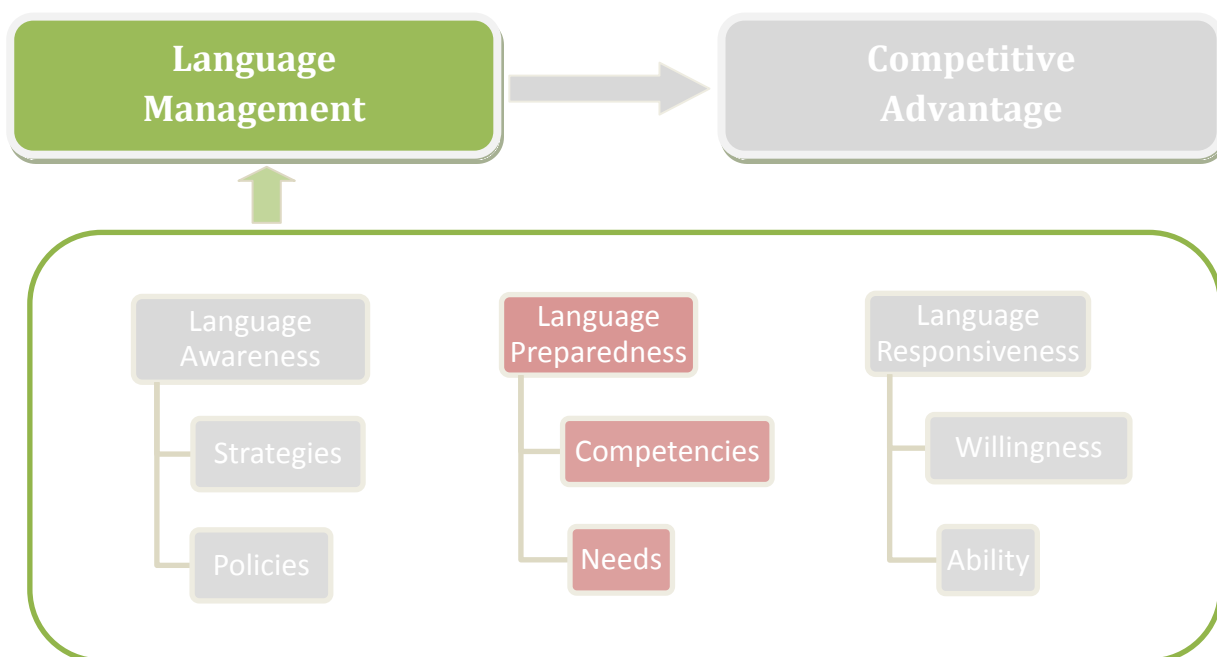 Language
Management
Competitive
Advantage
Language
Awareness
Strategies
Policies
Language
Preparedness
Competencies
Needs
Language
Responsiveness
Willingness
Ability